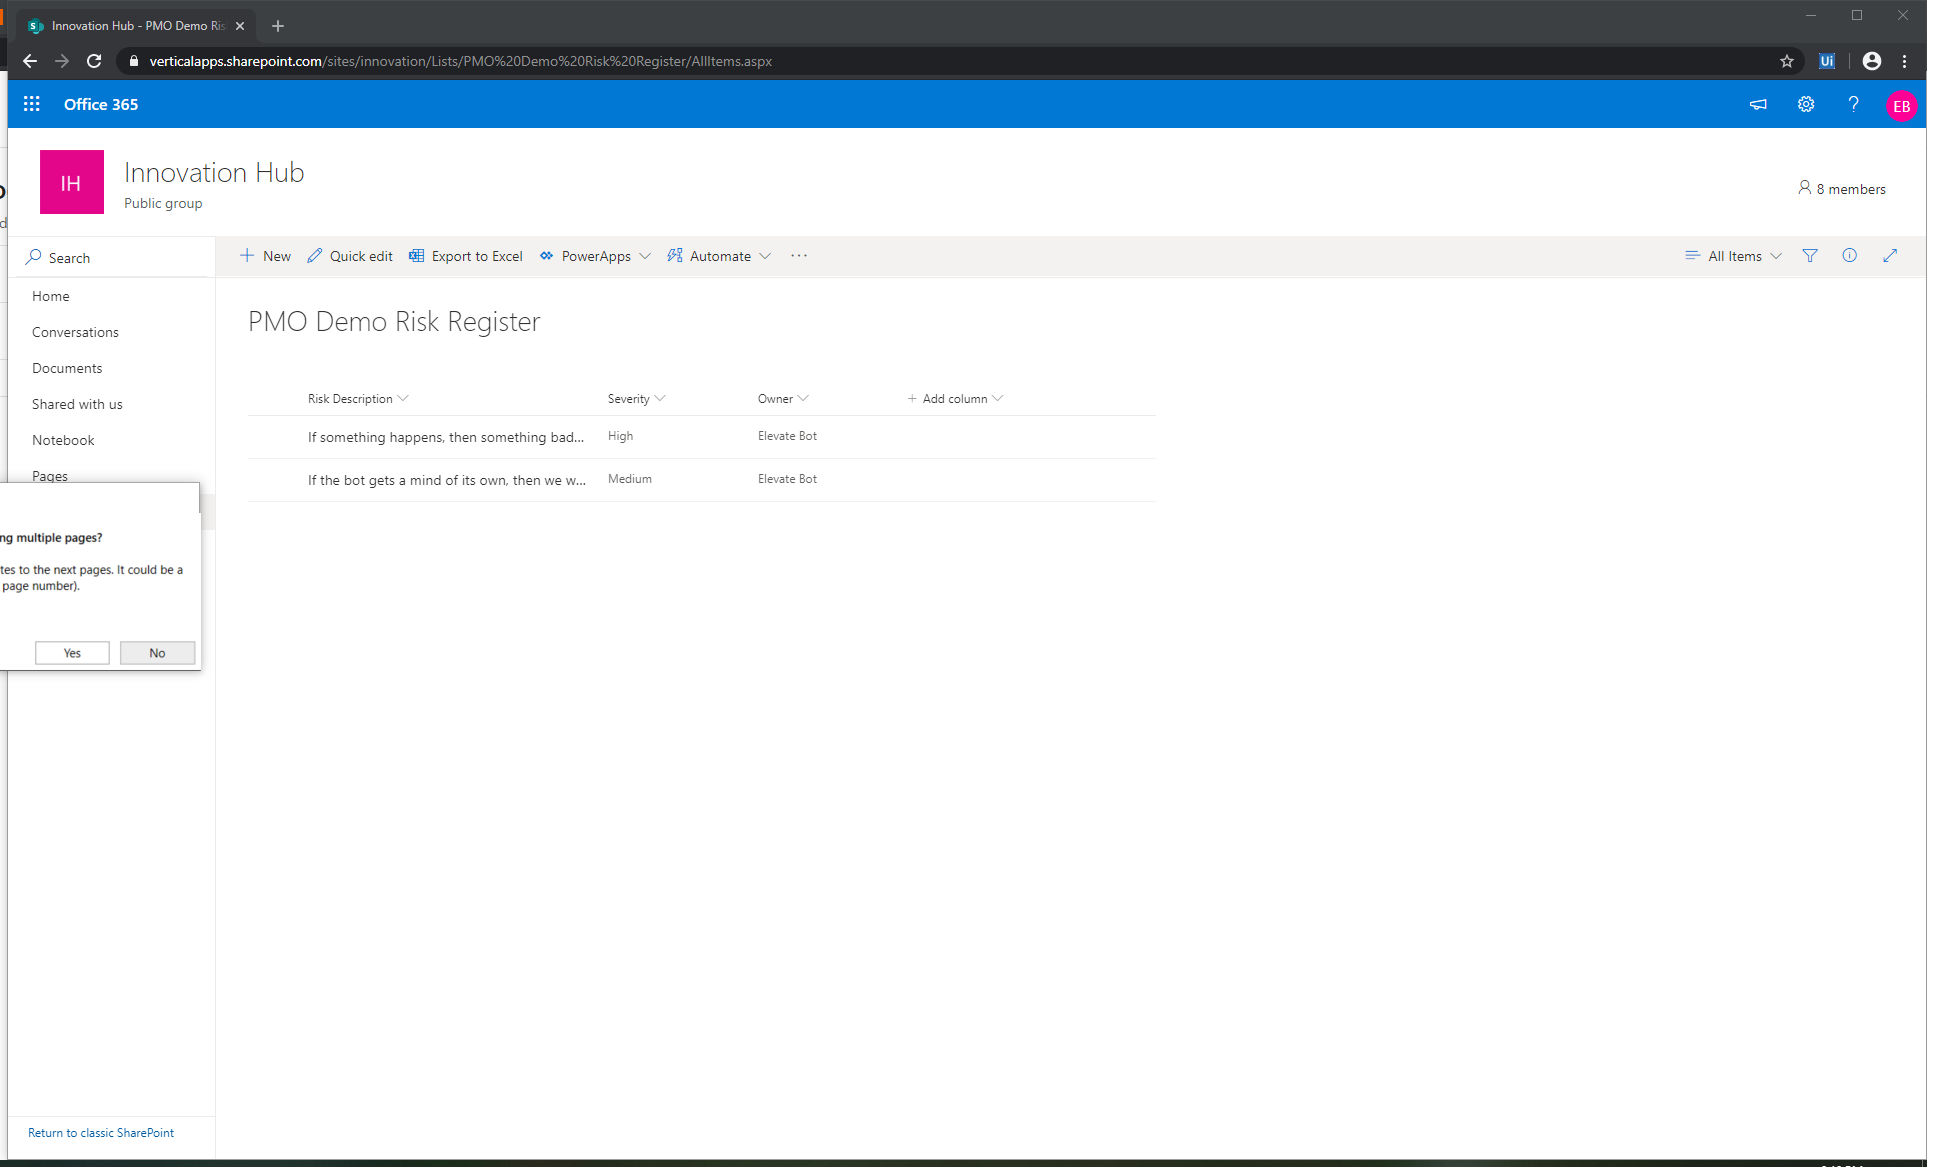 Innovation Hub - PMO Demo Ris
verticalapps.sharepoint.com/sites/innovation/Lists/PMO%20Demo%20Risk%20Register/AllItems.aspx
Ui
Office 365
?
EB
IH
Innovation Hub
Public group
8 members
Search
New
Quick edit
Export to Excel
PowerApps
Automate
All Items
Home
Conversations
Documents
Shared with us
Notebook
Pages
PMO Demo Risk Register
Risk Description
Severity
Owner
+ Add column
If something happens, then something bad...
High
Elevate Bot
If the bot gets a mind of its own, then we w...
Medium
Elevate Bot
ng multiple pages?
tes to the next pages. It could be a
page number).
Yes
No
Return to classic SharePoint